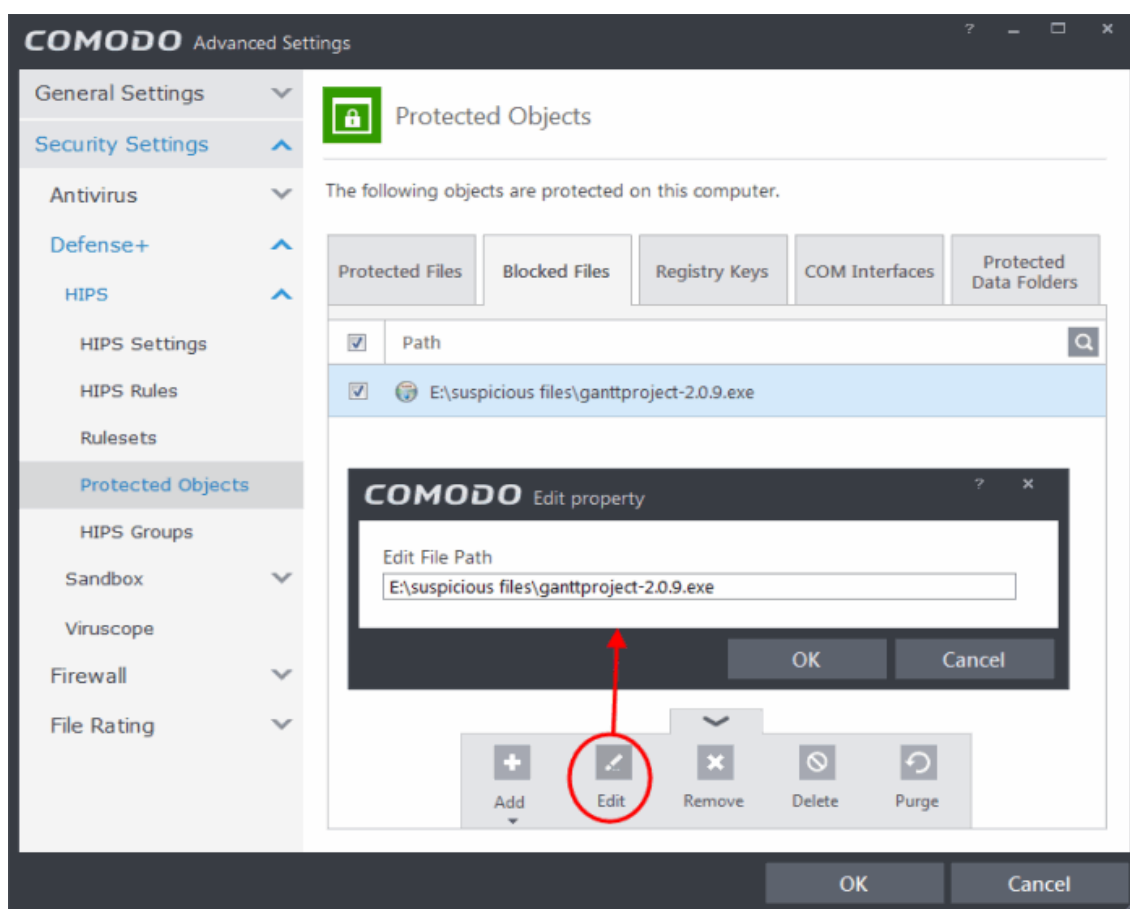 COMODO Advanced Settings
General Settings
Security Settings
Antivirus
Defense+
HIPS
HIPS Settings
HIPS Rules
Rulesets
Protected Objects
HIPS Groups
Sandbox
Viruscope
Firewall
File Rating
Protected Objects
The following objects are protected on this computer.
Protected Files
Blocked Files
Registry Keys
COM Interfaces
Protected
Data Folders
Path
E:\suspicious files\ganttproject-2.0.9.exe
COMODO Edit property
Edit File Path
E:\suspicious files\ganttproject-2.0.9.exe
OK
Cancel
Add
Edit
Remove
Delete
Purge
OK
Cancel